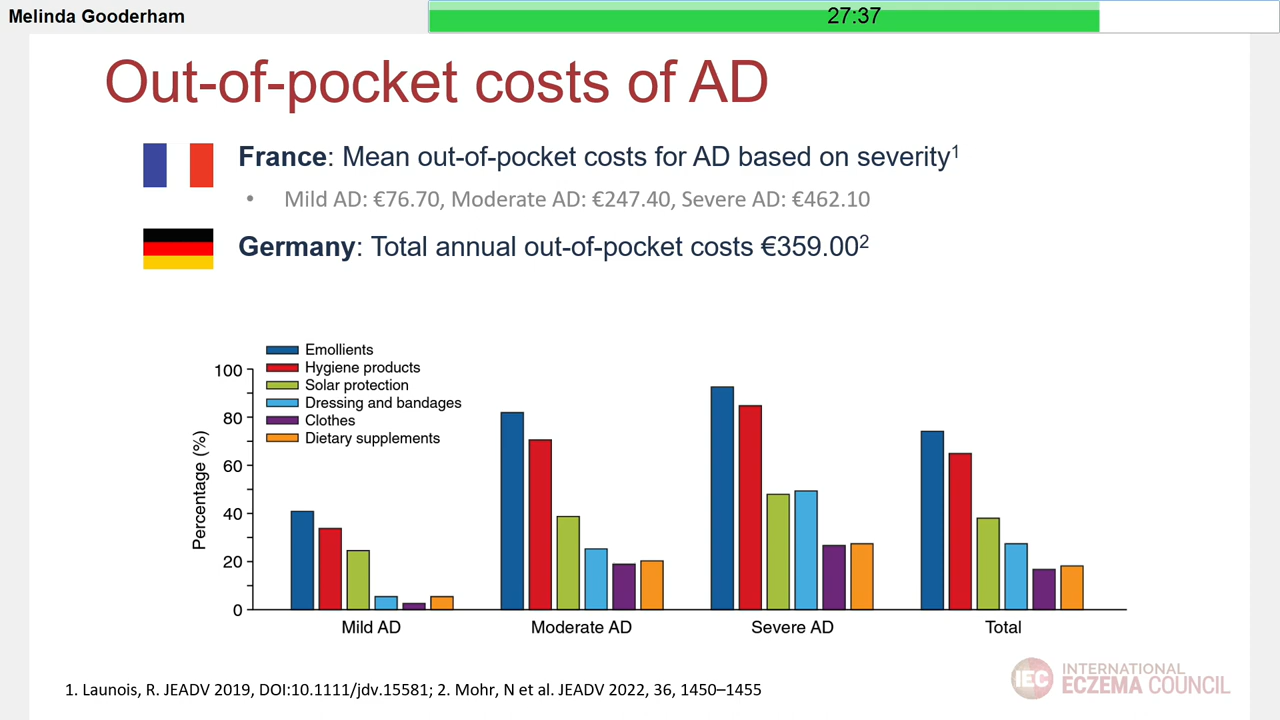 Melinda Gooderham
27:37
Out-of-pocket costs of AD
France: Mean out-of-pocket costs for AD based on severity¹
• Mild AD: €76.70, Moderate AD: €247.40, Severe AD: €462.10
Germany: Total annual out-of-pocket costs €359.00²
Emollients
Hygiene products
Solar protection
Dressing and bandages
Clothes
Dietary supplements
Percentage (%)
100
80
60
40
20
0
Mild AD
Moderate AD
Severe AD
Total
1. Launois, R. JEADV 2019, DOI:10.1111/jdv.15581; 2. Mohr, N et al. JEADV 2022, 36, 1450–1455
IEC
INTERNATIONAL
ECZEMA COUNCIL